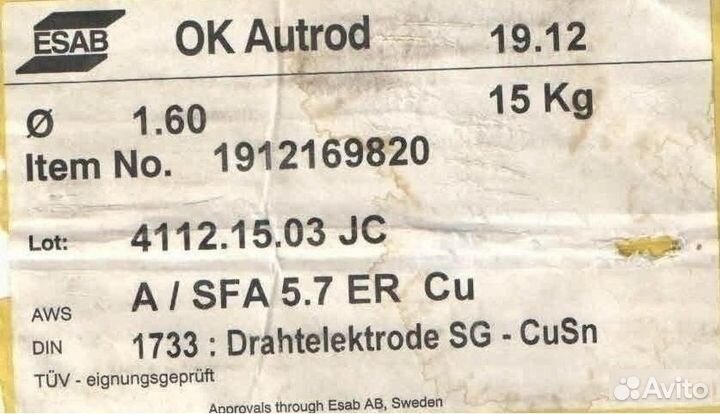 ESAB OK Autrod 19.12
Ø 1.60 15 Kg
Item No. 1912169820
Lot: 4112.15.03 JC
AWS A / SFA 5.7 ER Cu
DIN 1733 : Drahtelektrode SG - CuSn
TÜV - eignungsgeprüft
Approvals through Esab AB, Sweden
Avito